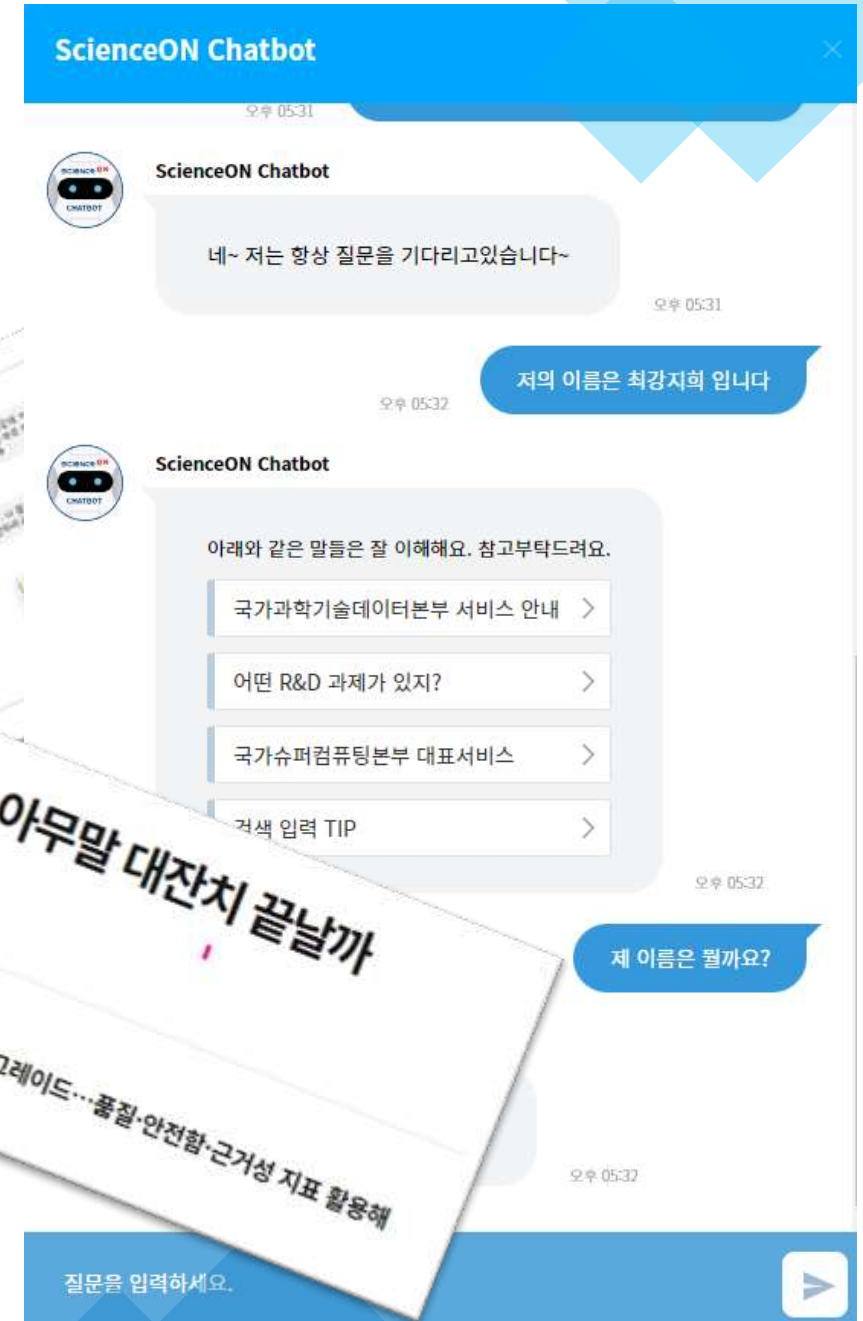 ScienceON Chatbot
오후 05:31
SCIENCE ON
CHATBOT
ScienceON Chatbot
네~ 저는 항상 질문을 기다리고있습니다~
오후 05:31
저의 이름은 최강지희 입니다
오후 05:32
SCIENCE ON
CHATBOT
ScienceON Chatbot
아래와 같은 말들은 잘 이해해요. 참고부탁드려요.
국가과학기술데이터본부 서비스 안내
어떤 R&D 과제가 있지?
국가슈퍼컴퓨팅본부 대표서비스
검색 입력 TIP
오후 05:32
아무말 대잔치 끝날까
제 이름은 뭘까요?
그레이드…품질·안전함·근거성 지표 활용해
오후 05:32
질문을 입력하세요.